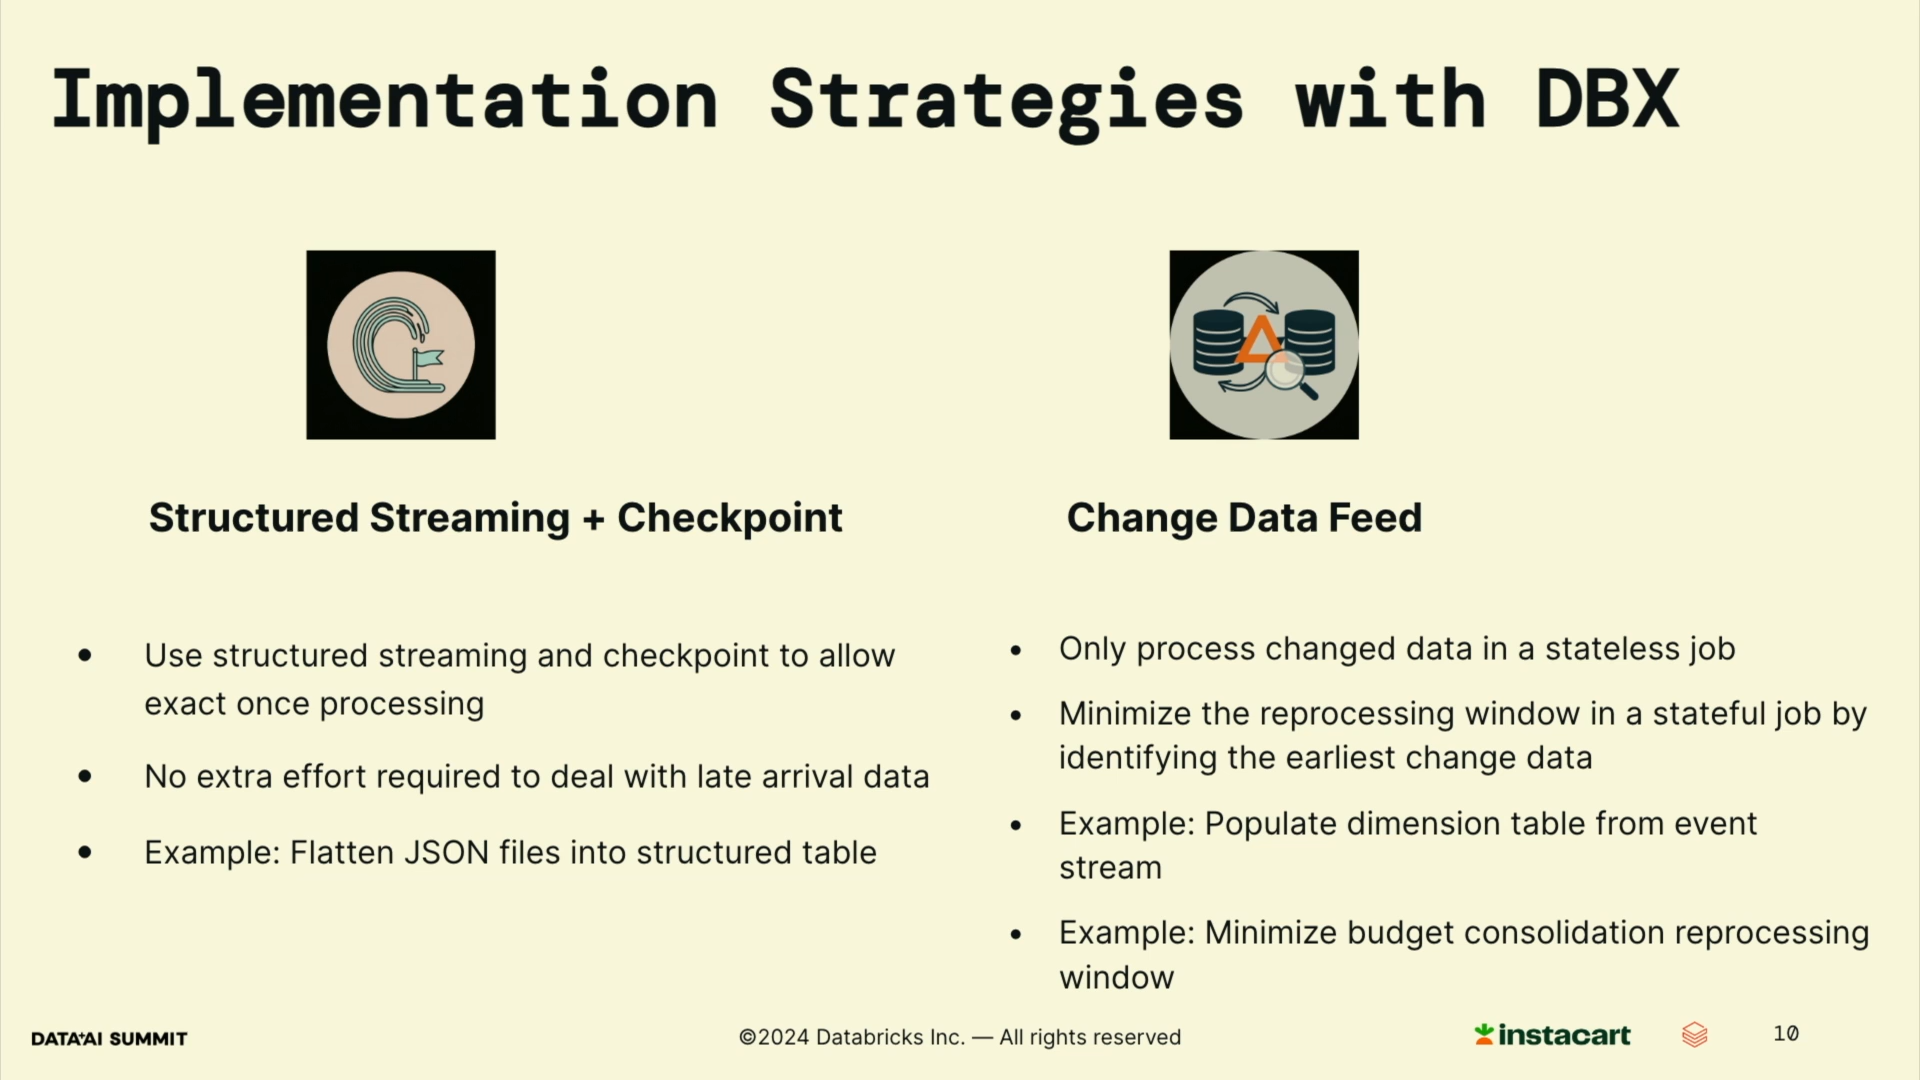 Implementation Strategies with DBX
Structured Streaming + Checkpoint
• Use structured streaming and checkpoint to allow
exact once processing
• No extra effort required to deal with late arrival data
• Example: Flatten JSON files into structured table
Change Data Feed
• Only process changed data in a stateless job
• Minimize the reprocessing window in a stateful job by
identifying the earliest change data
• Example: Populate dimension table from event
stream
• Example: Minimize budget consolidation reprocessing
window
DATA+AI SUMMIT
©2024 Databricks Inc. — All rights reserved
instacart
10